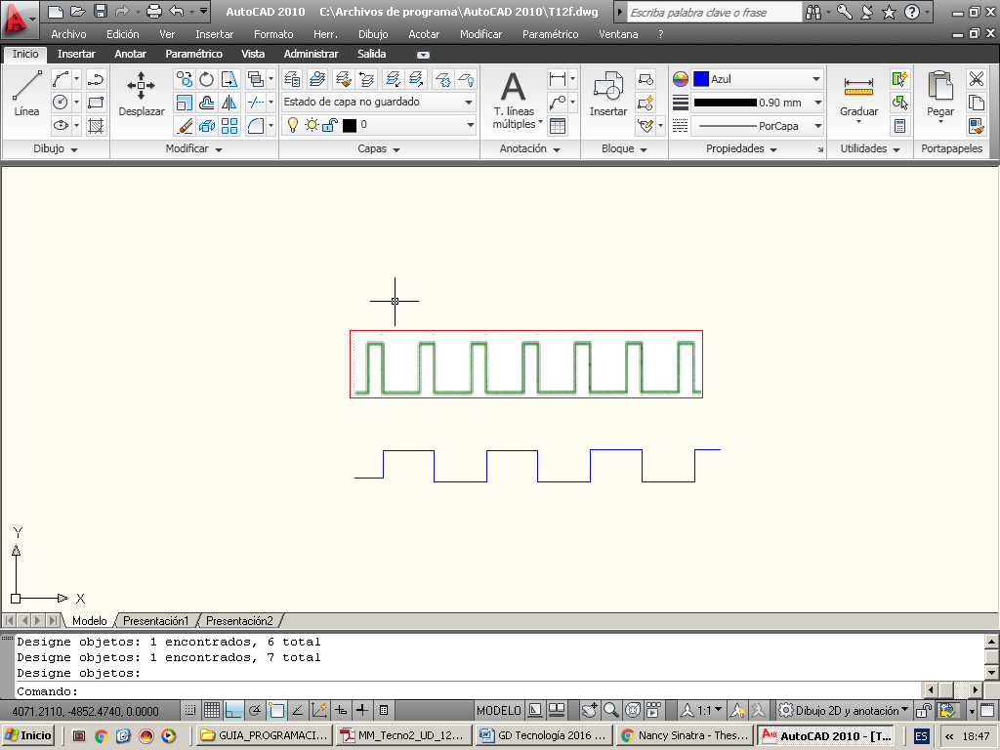 AutoCAD 2010 C:\Archivos de programa\AutoCAD 2010\T12f.dwg Escriba palabra clave o frase
Archivo Edición Ver Insertar Formato Herr. Dibujo Acotar Modificar Paramétrico Ventana ?
Inicio Insertar Anotar Paramétrico Vista Administrar Salida
Línea
Desplazar
Estado de capa no guardado
0
A
T. líneas múltiples
Insertar
Azul
0.90 mm
PorCapa
Graduar
Pegar
Dibujo Modificar Capas Anotación Bloque Propiedades Utilidades Portapapeles
Y
X
Modelo Presentación1 Presentación2
Designe objetos: 1 encontrados, 6 total
Designe objetos: 1 encontrados, 7 total
Designe objetos:
Comando:
4071.2110, -4852.4740, 0.0000 MODELO 1:1 Dibujo 2D y anotación
Inicio GUIA_PROGRAMACI... MM_Tecno2_UD_12... GD Tecnología 2016 ... Nancy Sinatra - Thes... AutoCAD 2010 - [T... ES « 18:47